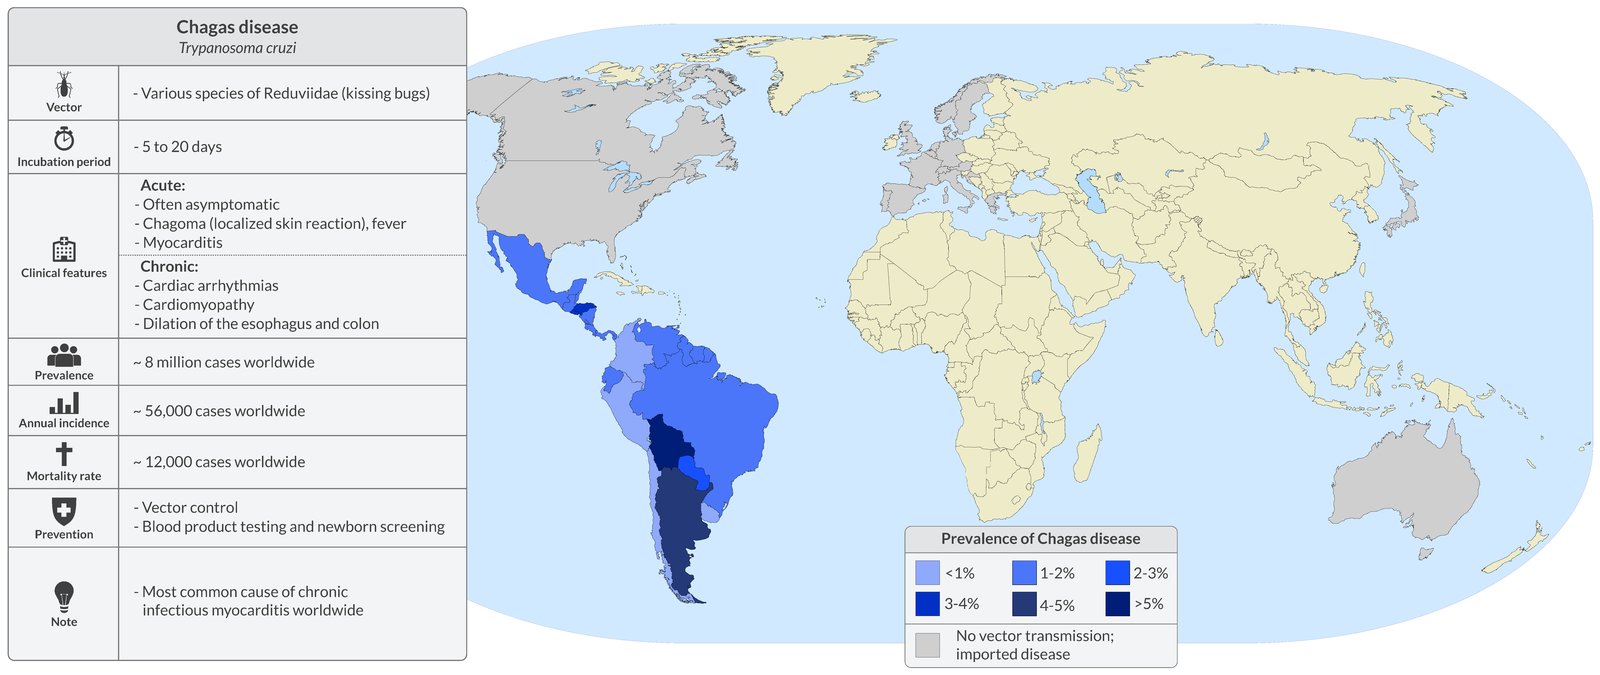 Chagas disease
Trypanosoma cruzi
Vector
- Various species of Reduviidae (kissing bugs)
Incubation period
- 5 to 20 days
Clinical features
Acute:
- Often asymptomatic
- Chagoma (localized skin reaction), fever
- Myocarditis
Chronic:
- Cardiac arrhythmias
- Cardiomyopathy
- Dilation of the esophagus and colon
Prevalence
~ 8 million cases worldwide
Annual incidence
~ 56,000 cases worldwide
Mortality rate
~ 12,000 cases worldwide
Prevention
- Vector control
- Blood product testing and newborn screening
Note
- Most common cause of chronic
infectious myocarditis worldwide
Prevalence of Chagas disease
<1% 1-2% 2-3%
3-4% 4-5% >5%
No vector transmission;
imported disease